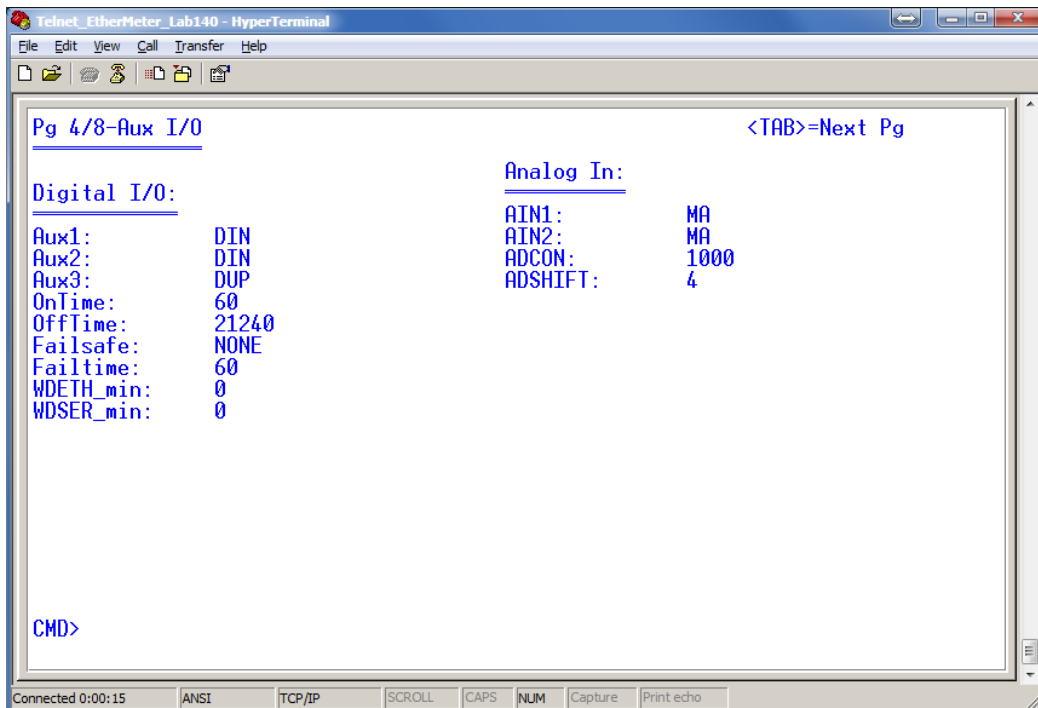 Telnet_EtherMeter_Lab140 - HyperTerminal
File Edit View Call Transfer Help
Pg 4/8-Aux I/O <TAB>=Next Pg
Digital I/O:
Aux1: DIN
Aux2: DIN
Aux3: DUP
OnTime: 60
OffTime: 21240
Failsafe: NONE
Failtime: 60
WDETH_min: 0
WDSER_min: 0
Analog In:
AIN1: MA
AIN2: MA
ADCON: 1000
ADSHIFT: 4
CMD>
Connected 0:00:15 ANSI TCP/IP SCROLL CAPS NUM Capture Print echo